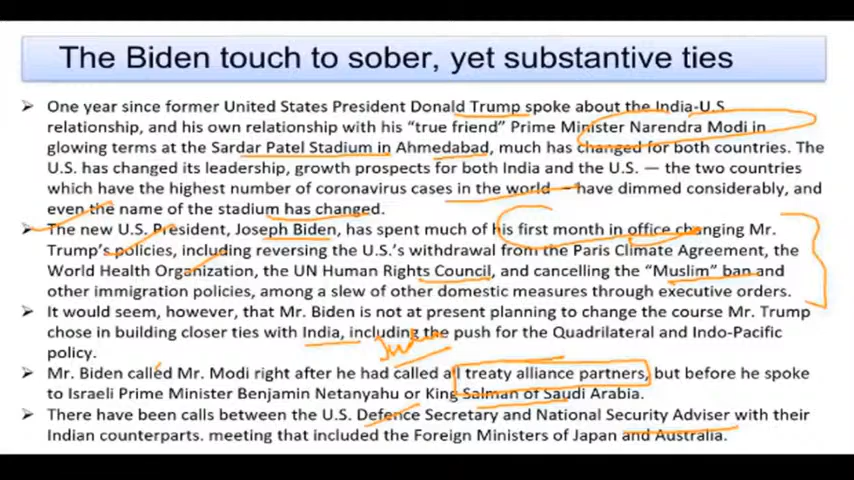 The Biden touch to sober, yet substantive ties
One year since former United States President Donald Trump spoke about the India-U.S.
relationship, and his own relationship with his “true friend” Prime Minister Narendra Modi in
glowing terms at the Sardar Patel Stadium in Ahmedabad, much has changed for both countries. The
U.S. has changed its leadership, growth prospects for both India and the U.S. — the two countries
which have the highest number of coronavirus cases in the world — have dimmed considerably, and
even the name of the stadium has changed.
The new U.S. President, Joseph Biden, has spent much of his first month in office changing Mr.
Trump’s policies, including reversing the U.S.’s withdrawal from the Paris Climate Agreement, the
World Health Organization, the UN Human Rights Council, and cancelling the “Muslim” ban and
other immigration policies, among a slew of other domestic measures through executive orders.
It would seem, however, that Mr. Biden is not at present planning to change the course Mr. Trump
chose in building closer ties with India, including the push for the Quadrilateral and Indo-Pacific
policy.
Mr. Biden called Mr. Modi right after he had called all treaty alliance partners, but before he spoke
to Israeli Prime Minister Benjamin Netanyahu or King Salman of Saudi Arabia.
There have been calls between the U.S. Defence Secretary and National Security Adviser with their
Indian counterparts. meeting that included the Foreign Ministers of Japan and Australia.